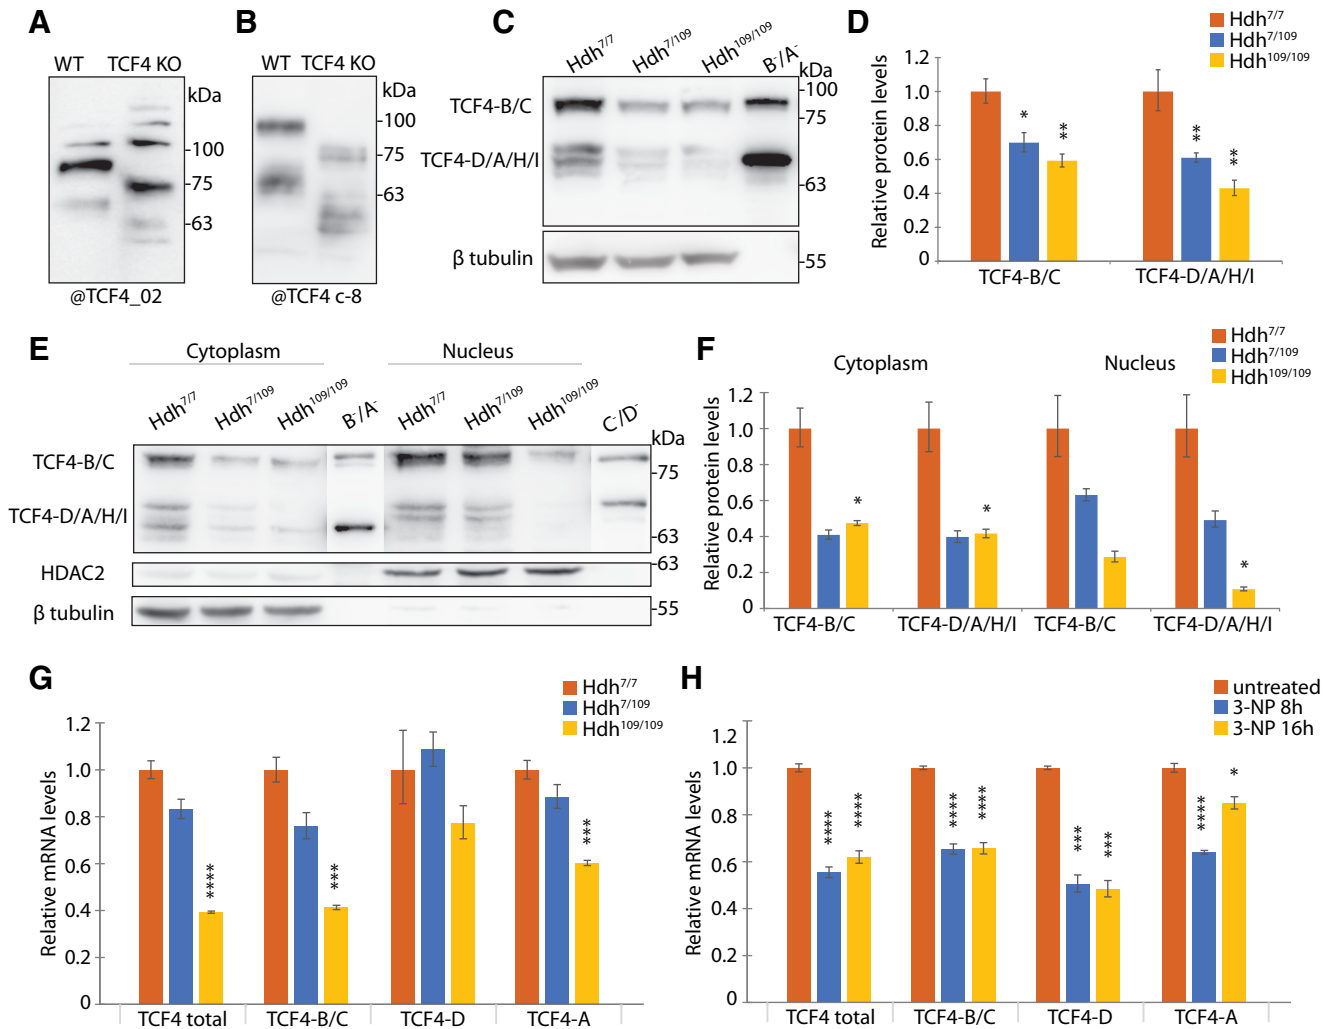 A
WT TCF4 KO
kDa
-100
-75
-63
@TCF4_02
B
WT TCF4 KO
kDa
-100
-75
-63
@TCF4 c-8
C
Hdh7/7 Hdh7/109 Hdh109/109 B-/A-
kDa
TCF4-B/C
-100
-75
TCF4-D/A/H/I
-63
β tubulin
-55
D
Hdh7/7
Hdh7/109
Hdh109/109
Relative protein levels
1.2
1.0
0.8
0.6
0.4
0.2
0
* ** ** **
TCF4-B/C TCF4-D/A/H/I
E
Cytoplasm Nucleus
Hdh7/7 Hdh7/109 Hdh109/109 B-/A- Hdh7/7 Hdh7/109 Hdh109/109 C-/D-
kDa
TCF4-B/C
-75
TCF4-D/A/H/I
-63
HDAC2
-63
β tubulin
-55
F
Hdh7/7
Hdh7/109
Hdh109/109
Cytoplasm Nucleus
Relative protein levels
1.2
1.0
0.8
0.6
0.4
0.2
0
* * *
TCF4-B/C TCF4-D/A/H/I TCF4-B/C TCF4-D/A/H/I
G
Hdh7/7
Hdh7/109
Hdh109/109
Relative mRNA levels
1.2
1.0
0.8
0.6
0.4
0.2
0
**** *** ***
TCF4 total TCF4-B/C TCF4-D TCF4-A
H
untreated
3-NP 8h
3-NP 16h
Relative mRNA levels
1.2
1.0
0.8
0.6
0.4
0.2
0
**** **** **** **** *** *** **** *
TCF4 total TCF4-B/C TCF4-D TCF4-A